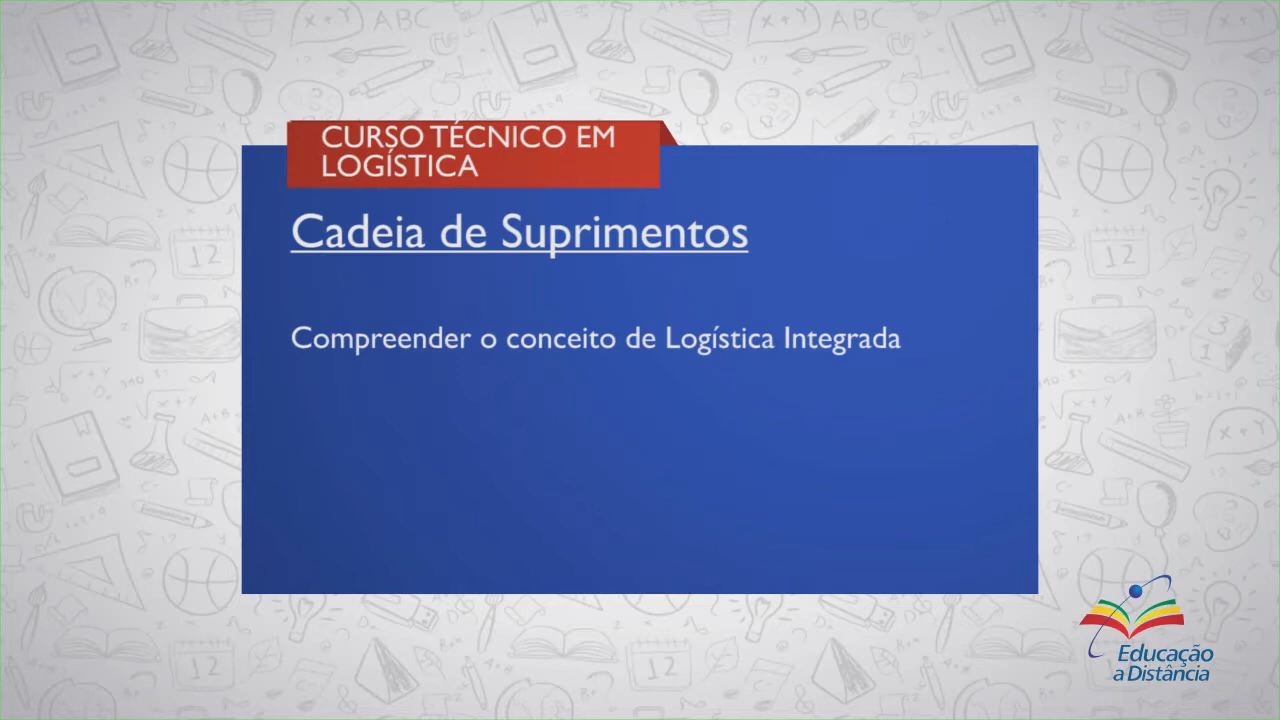 CURSO TÉCNICO EM
LOGÍSTICA
Cadeia de Suprimentos
Compreender o conceito de Logística Integrada
Educação
a Distância